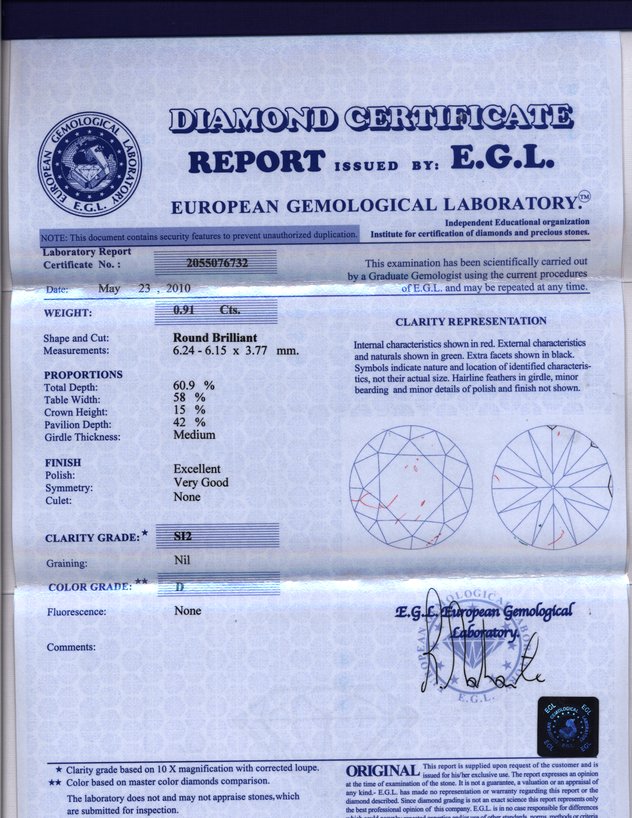 DIAMOND CERTIFICATE
REPORT ISSUED BY: E.G.L.
EUROPEAN GEMOLOGICAL LABORATORY.™
EUROPEAN GEMOLOGICAL LABORATORY
E.G.L.
Independent Educational organization
Institute for certification of diamonds and precious stones.
NOTE: This document contains security features to prevent unauthorized duplication.
Laboratory Report
Certificate No. : 2055076732
Date: May 23 , 2010
This examination has been scientifically carried out
by a Graduate Gemologist using the current procedures
of E.G.L. and may be repeated at any time.
WEIGHT: 0.91 Cts.
Shape and Cut: Round Brilliant
Measurements: 6.24 - 6.15 x 3.77 mm.
PROPORTIONS
Total Depth: 60.9 %
Table Width: 58 %
Crown Height: 15 %
Pavilion Depth: 42 %
Girdle Thickness: Medium
FINISH
Polish: Excellent
Symmetry: Very Good
Culet: None
CLARITY GRADE:★ SI2
Graining: Nil
COLOR GRADE:★★ D
Fluorescence: None
Comments:
CLARITY REPRESENTATION
Internal characteristics shown in red. External characteristics
and naturals shown in green. Extra facets shown in black.
Symbols indicate nature and location of identified characteris-
tics, not their actual size. Hairline feathers in girdle, minor
bearding and minor details of polish and finish not shown.
E.G.L. European Gemological
Laboratory.
E.G.L.
EGL
EGL
EGL
EGL
★ Clarity grade based on 10 X magnification with corrected loupe.
★★ Color based on master color diamonds comparison.
The laboratory does not and may not appraise stones,which
are submitted for inspection.
ORIGINAL This report is supplied upon request of the customer and is
issued for his/her exclusive use. The report expresses an opinion
at the time of examination of the stone. It is not a guarantee, a valuation or an appraisal of
any kind.- E.G.L. has made no representation or warranty regarding this report or the
diamond described. Since diamond grading is not an exact science this report represents only
the best professional opinion of this company. E.G.L. is in no case responsible for differences